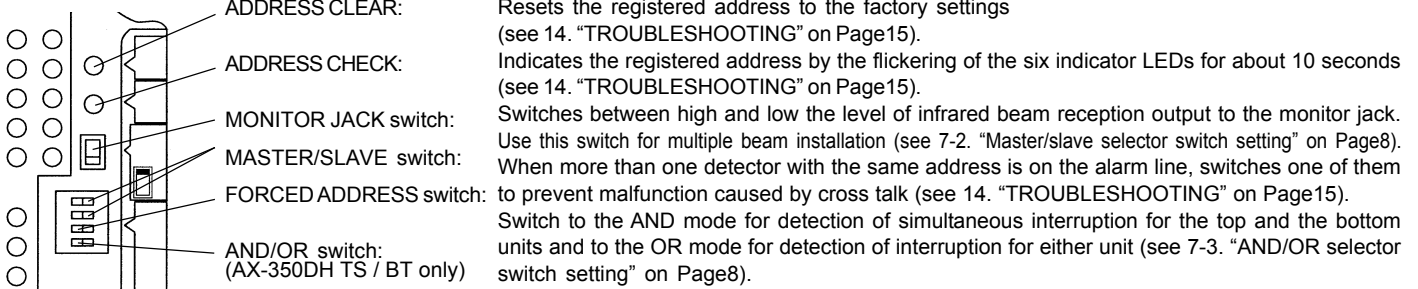 ADDRESS CLEAR: Resets the registered address to the factory settings
(see 14. “TROUBLESHOOTING” on Page15).
ADDRESS CHECK: Indicates the registered address by the flickering of the six indicator LEDs for about 10 seconds
(see 14. “TROUBLESHOOTING” on Page15).
MONITOR JACK switch: Switches between high and low the level of infrared beam reception output to the monitor jack.
Use this switch for multiple beam installation (see 7-2. “Master/slave selector switch setting” on Page8).
MASTER/SLAVE switch: When more than one detector with the same address is on the alarm line, switches one of them
FORCED ADDRESS switch: to prevent malfunction caused by cross talk (see 14. “TROUBLESHOOTING” on Page15).
Switch to the AND mode for detection of simultaneous interruption for the top and the bottom
AND/OR switch: units and to the OR mode for detection of interruption for either unit (see 7-3. “AND/OR selector
(AX-350DH TS / BT only) switch setting” on Page8).